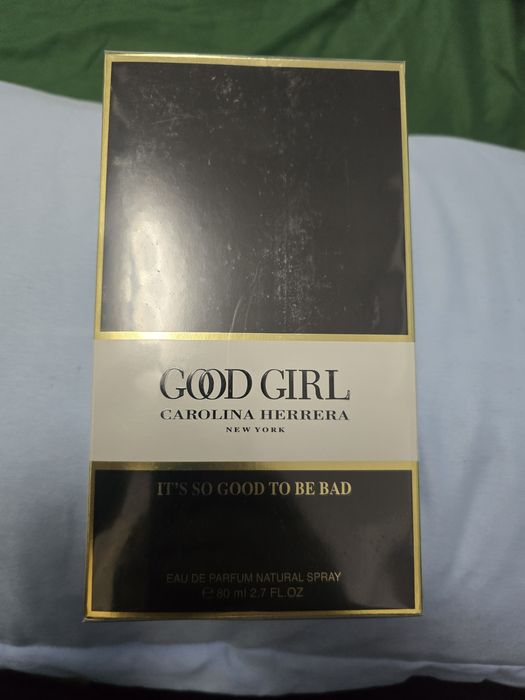 GOOD GIRL
CAROLINA HERRERA
NEW YORK
IT'S SO GOOD TO BE BAD
EAU DE PARFUM NATURAL SPRAY
℮ 80 ml 2.7 FL.OZ